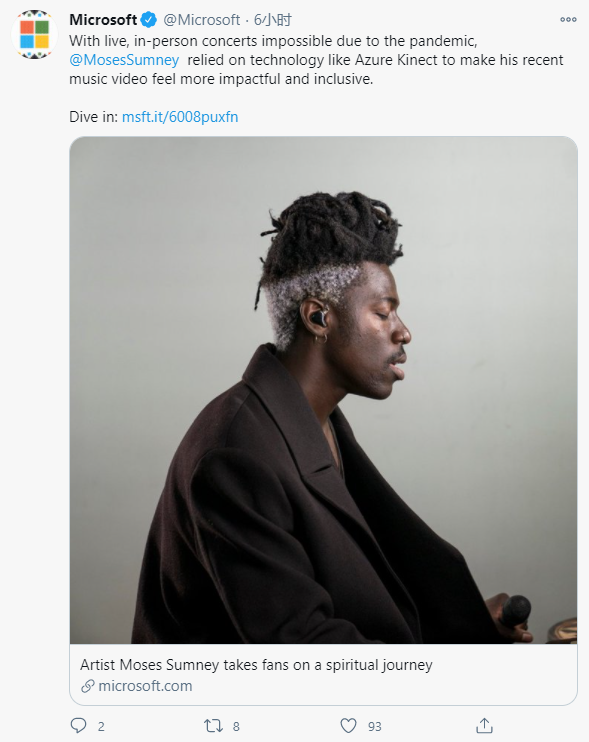 Microsoft @Microsoft · 6小时
With live, in-person concerts impossible due to the pandemic,
@MosesSumney relied on technology like Azure Kinect to make his recent
music video feel more impactful and inclusive.
Dive in: msft.it/6008puxfn
Artist Moses Sumney takes fans on a spiritual journey
microsoft.com
2 8 93